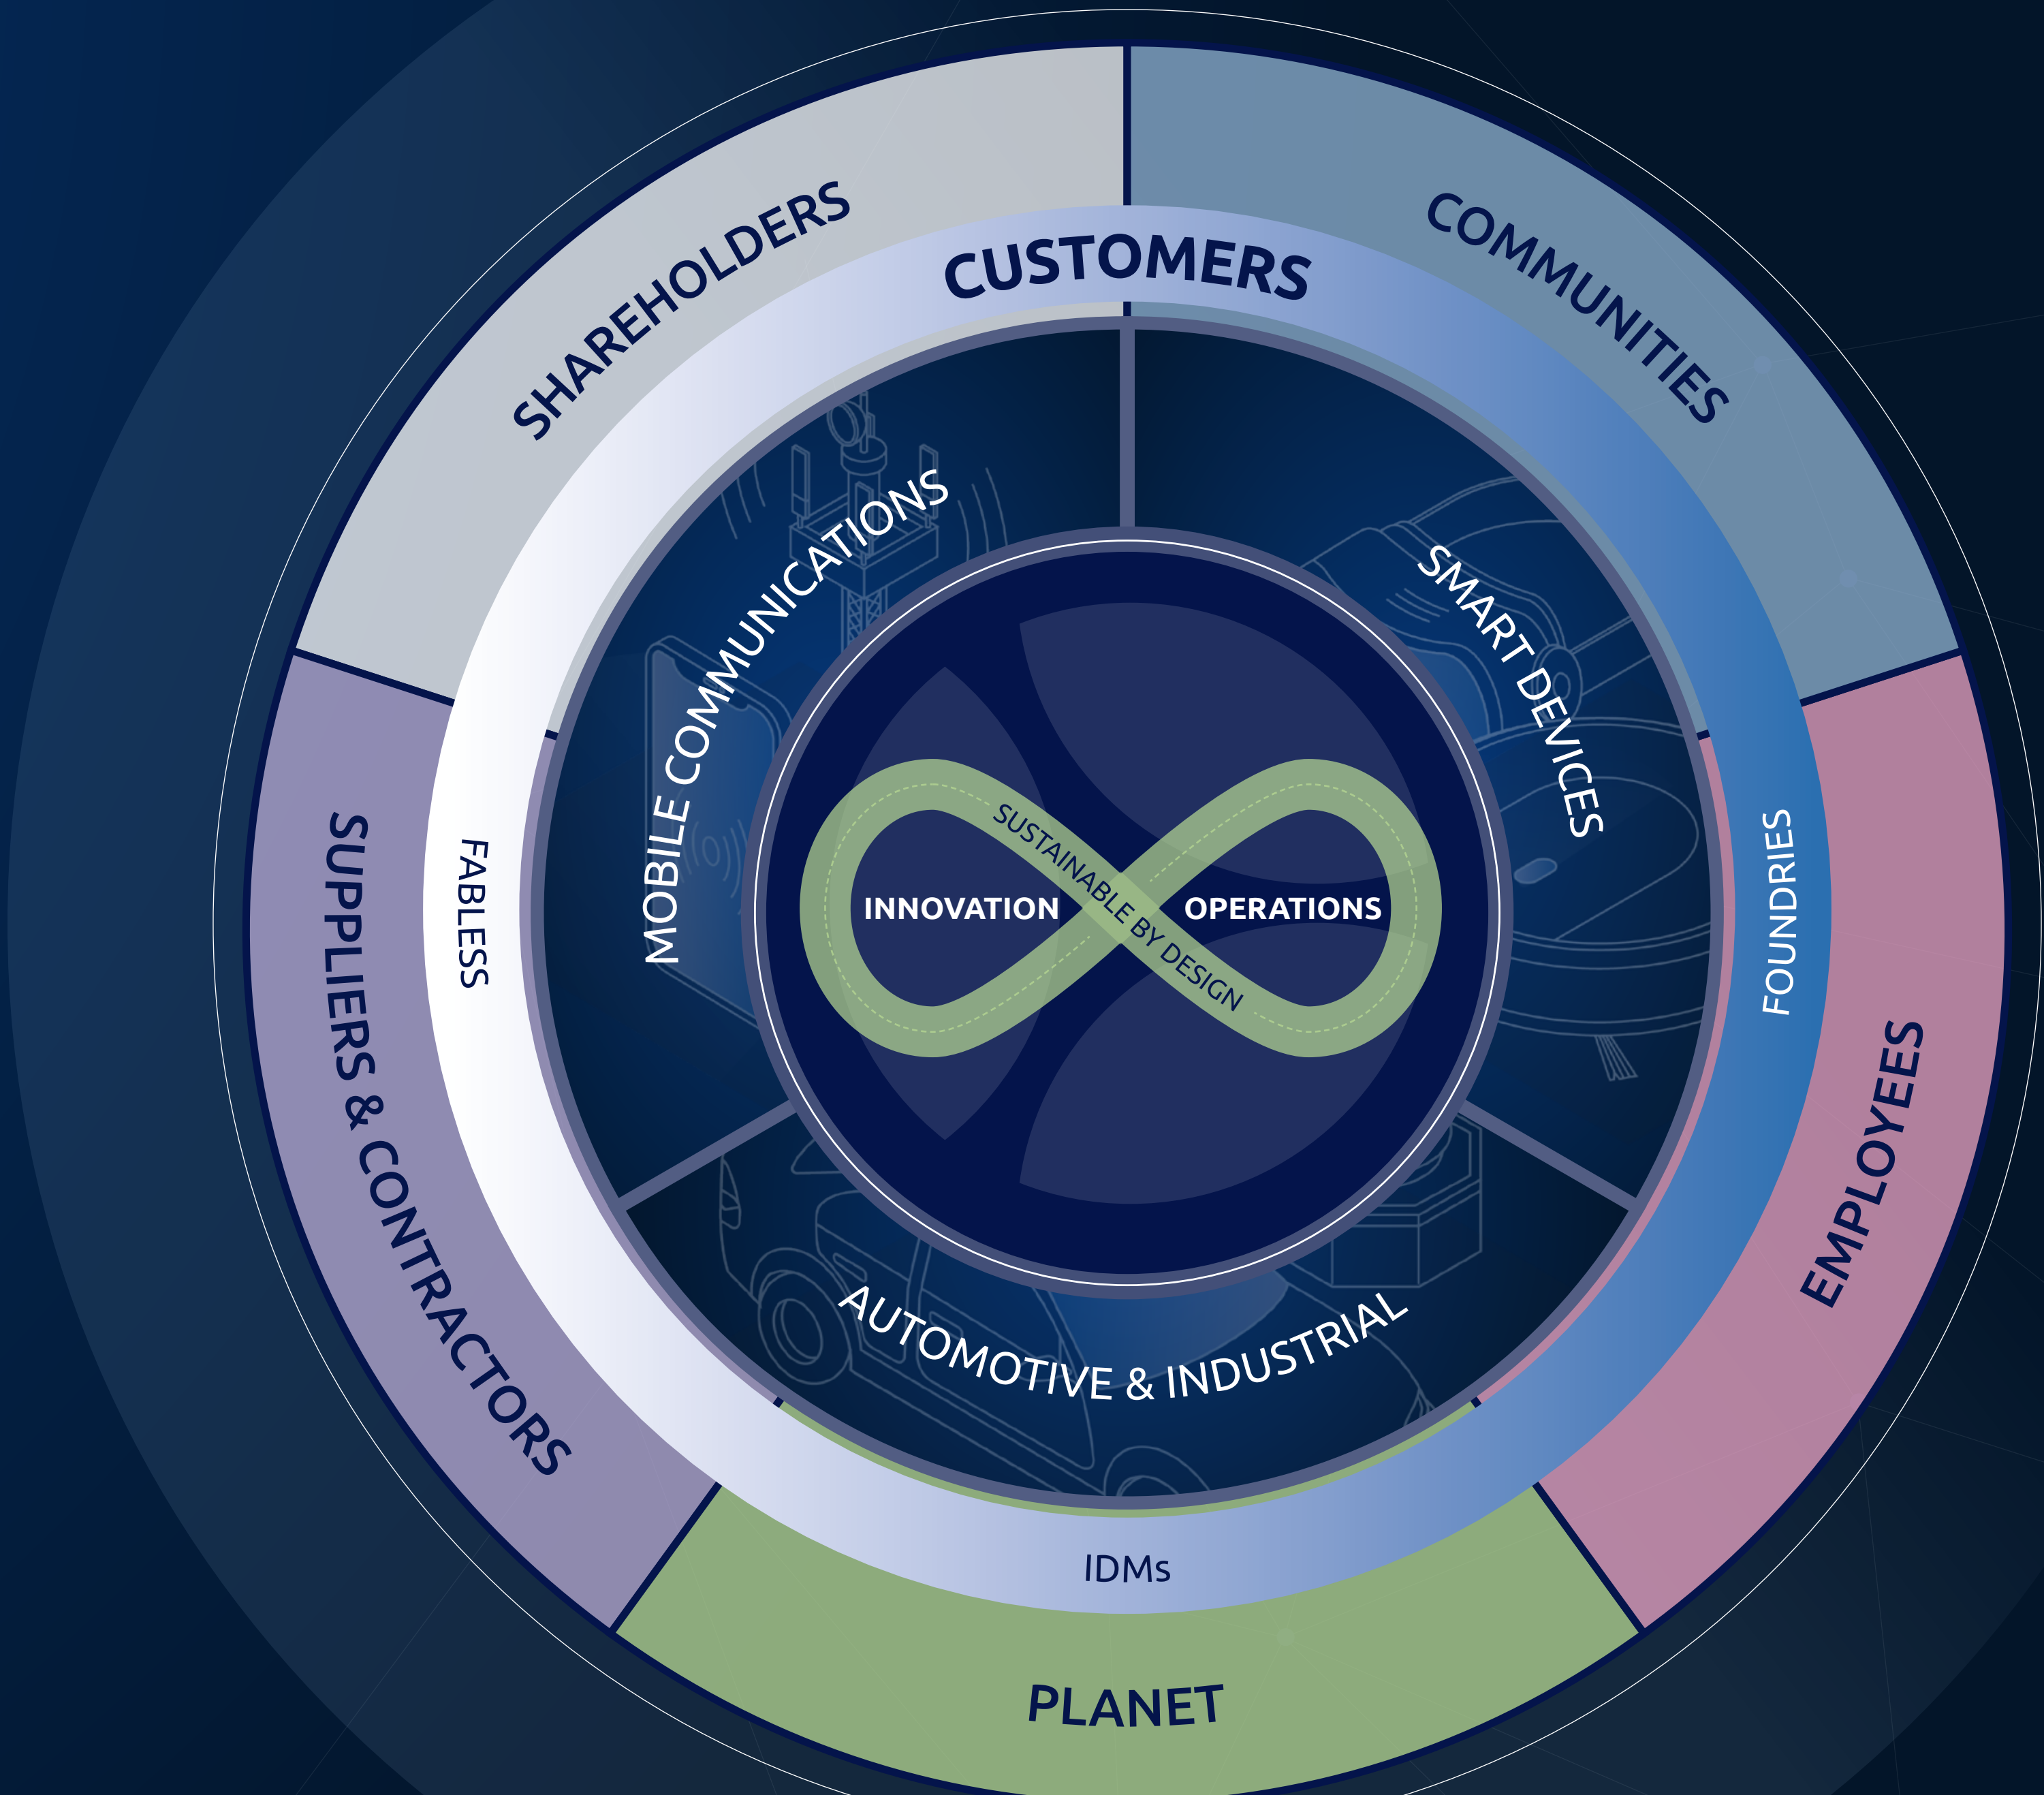 SHAREHOLDERS
COMMUNITIES
CUSTOMERS
MOBILE COMMUNICATIONS
SMART DEVICES
SUPPLIERS & CONTRACTORS
FABLESS
INNOVATION
SUSTAINABLE BY DESIGN
OPERATIONS
FOUNDRIES
EMPLOYEES
AUTOMOTIVE & INDUSTRIAL
IDMs
PLANET